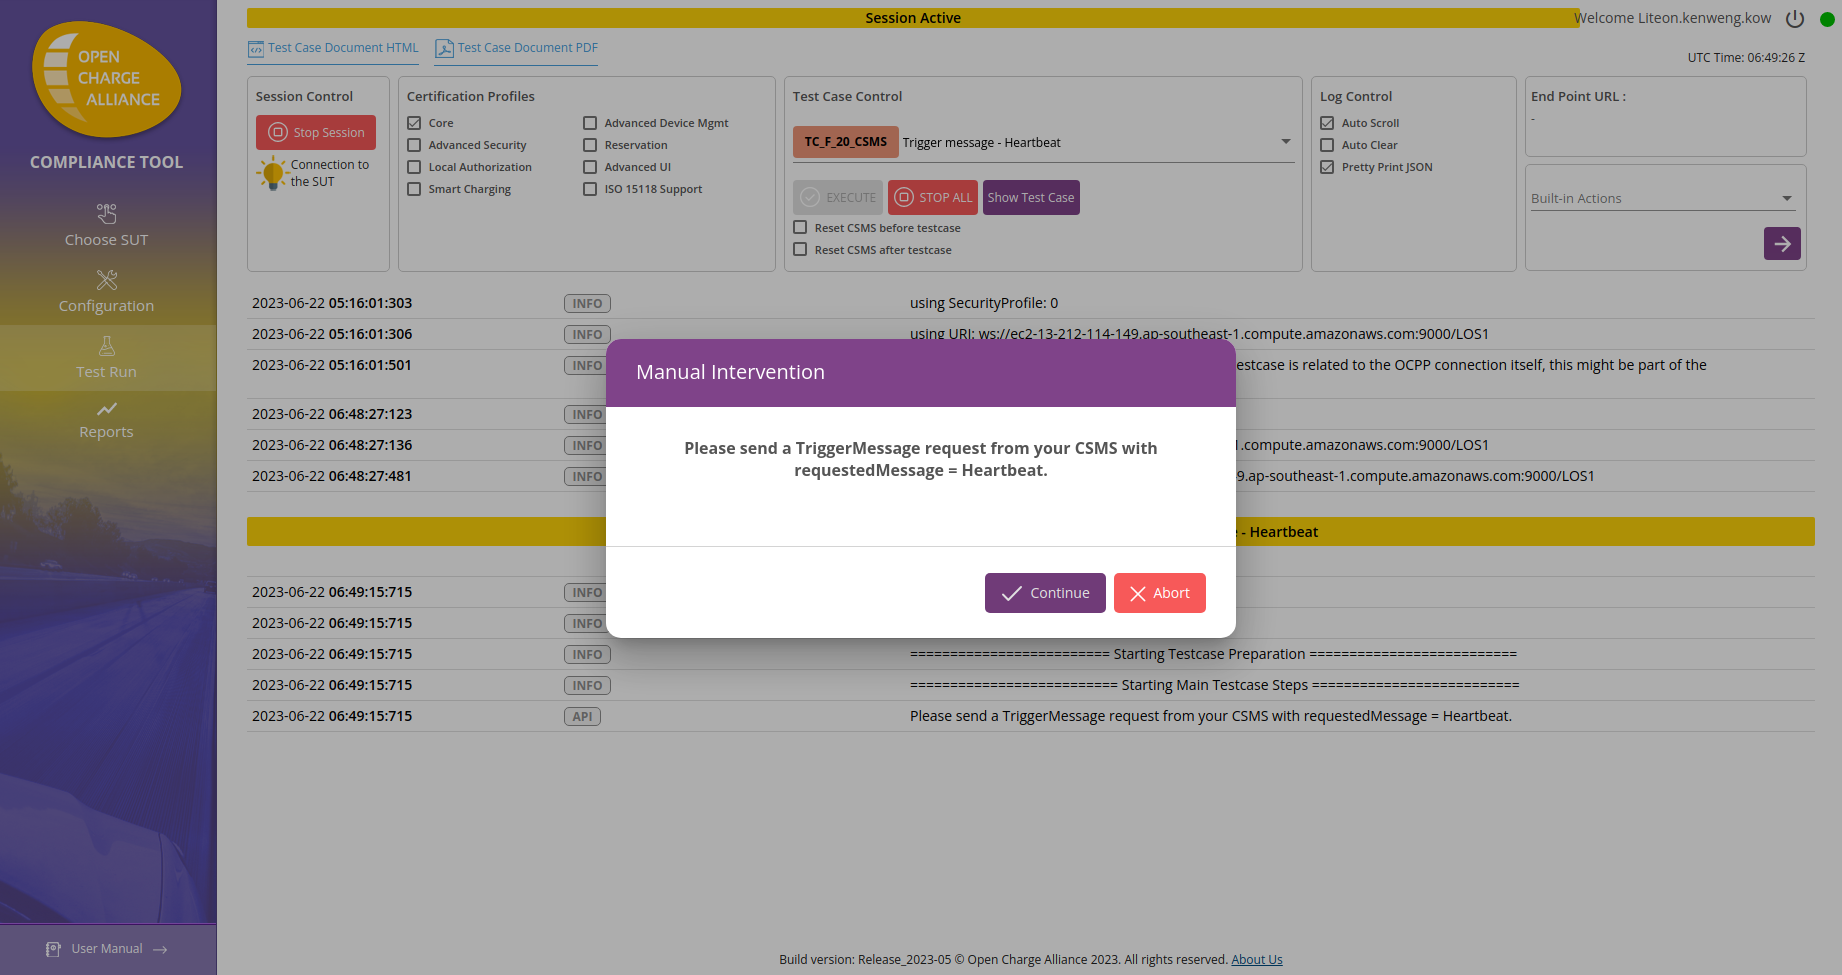 Session Active
Welcome Liteon.kenweng.kow
OPEN
CHARGE
ALLIANCE
COMPLIANCE TOOL
Choose SUT
Configuration
Test Run
Reports
User Manual
Test Case Document HTML
Test Case Document PDF
UTC Time: 06:49:26 Z
Session Control
Stop Session
Connection to
the SUT
Certification Profiles
Core
Advanced Security
Local Authorization
Smart Charging
Advanced Device Mgmt
Reservation
Advanced UI
ISO 15118 Support
Test Case Control
TC_F_20_CSMS Trigger message - Heartbeat
EXECUTE STOP ALL Show Test Case
Reset CSMS before testcase
Reset CSMS after testcase
Log Control
Auto Scroll
Auto Clear
Pretty Print JSON
End Point URL :
-
Built-in Actions
2023-06-22 05:16:01:303 INFO using SecurityProfile: 0
2023-06-22 05:16:01:306 INFO using URI: ws://ec2-13-212-114-149.ap-southeast-1.compute.amazonaws.com:9000/LOS1
2023-06-22 05:16:01:501 INFO estcase is related to the OCPP connection itself, this might be part of the
2023-06-22 06:48:27:123 INFO
2023-06-22 06:48:27:136 INFO 1.compute.amazonaws.com:9000/LOS1
2023-06-22 06:48:27:481 INFO 9.ap-southeast-1.compute.amazonaws.com:9000/LOS1
- Heartbeat
2023-06-22 06:49:15:715 INFO
2023-06-22 06:49:15:715 INFO
2023-06-22 06:49:15:715 INFO ========================= Starting Testcase Preparation ==========================
2023-06-22 06:49:15:715 INFO ========================== Starting Main Testcase Steps ==========================
2023-06-22 06:49:15:715 API Please send a TriggerMessage request from your CSMS with requestedMessage = Heartbeat.
Manual Intervention
Please send a TriggerMessage request from your CSMS with
requestedMessage = Heartbeat.
Continue Abort
Build version: Release_2023-05 © Open Charge Alliance 2023. All rights reserved. About Us